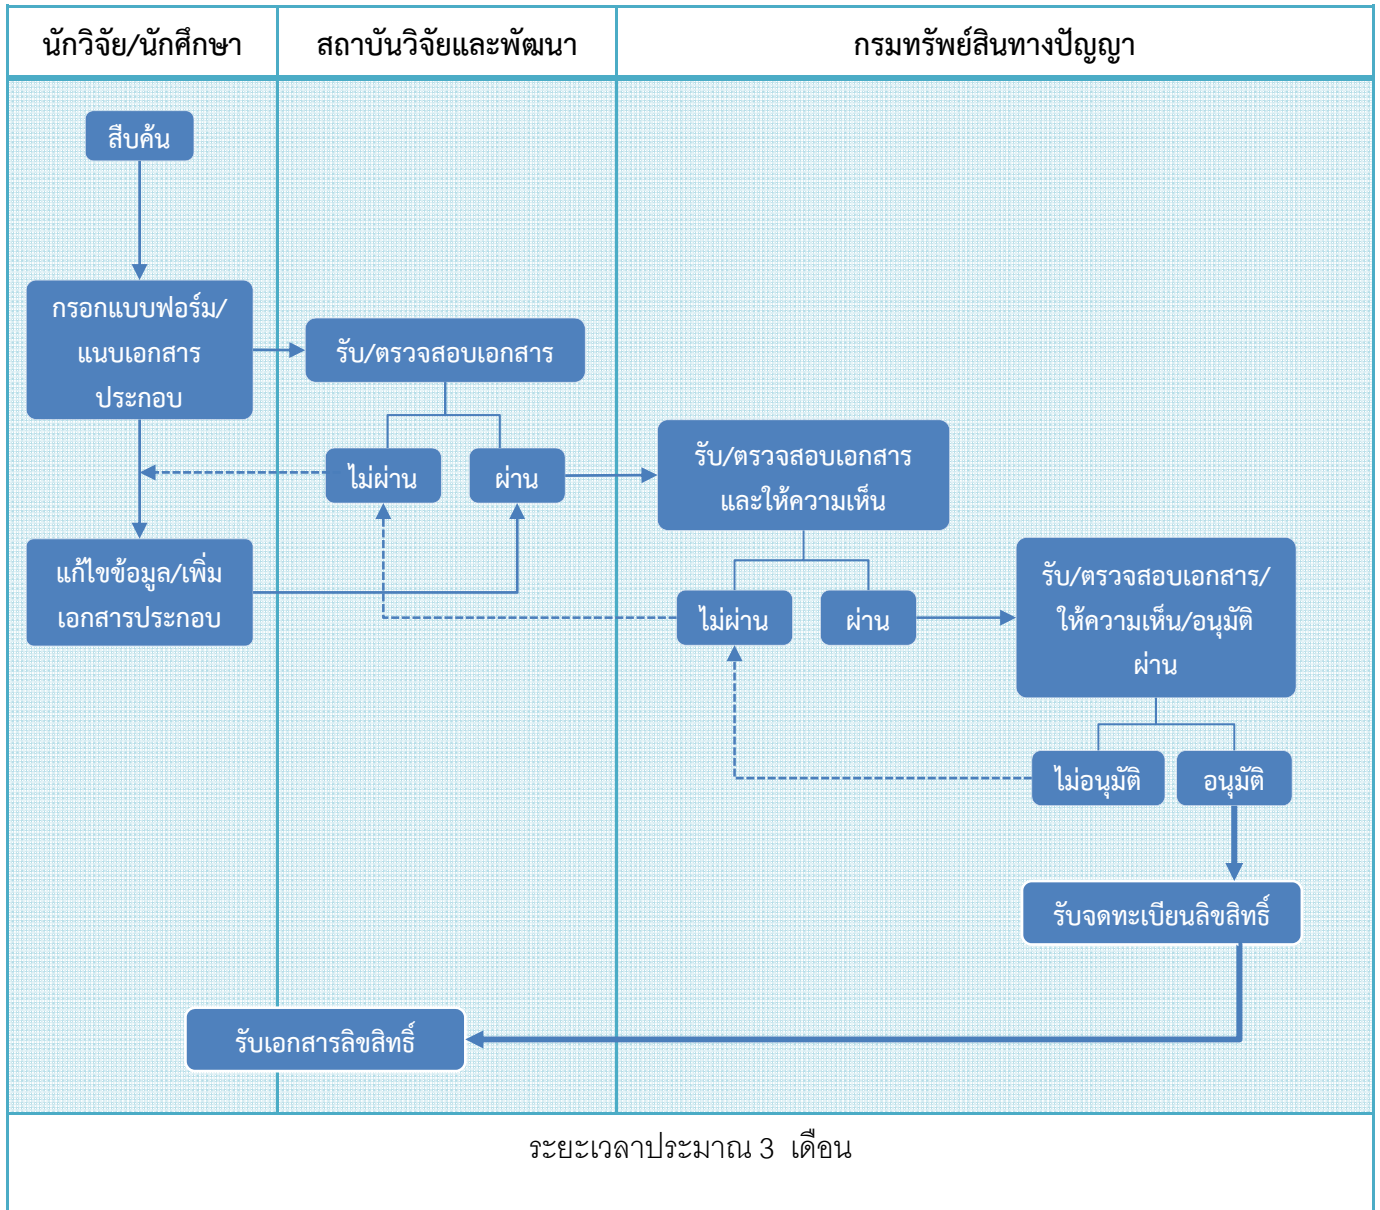 นักวิจัย/นักศึกษา
สถาบันวิจัยและพัฒนา
กรมทรัพย์สินทางปัญญา
สืบค้น
กรอกแบบฟอร์ม/
แนบเอกสาร
ประกอบ
รับ/ตรวจสอบเอกสาร
ไม่ผ่าน
ผ่าน
รับ/ตรวจสอบเอกสาร
และให้ความเห็น
แก้ไขข้อมูล/เพิ่ม
เอกสารประกอบ
ไม่ผ่าน
ผ่าน
รับ/ตรวจสอบเอกสาร/
ให้ความเห็น/อนุมัติ
ผ่าน
ไม่อนุมัติ
อนุมัติ
รับจดทะเบียนลิขสิทธิ์
รับเอกสารลิขสิทธิ์
ระยะเวลาประมาณ 3 เดือน